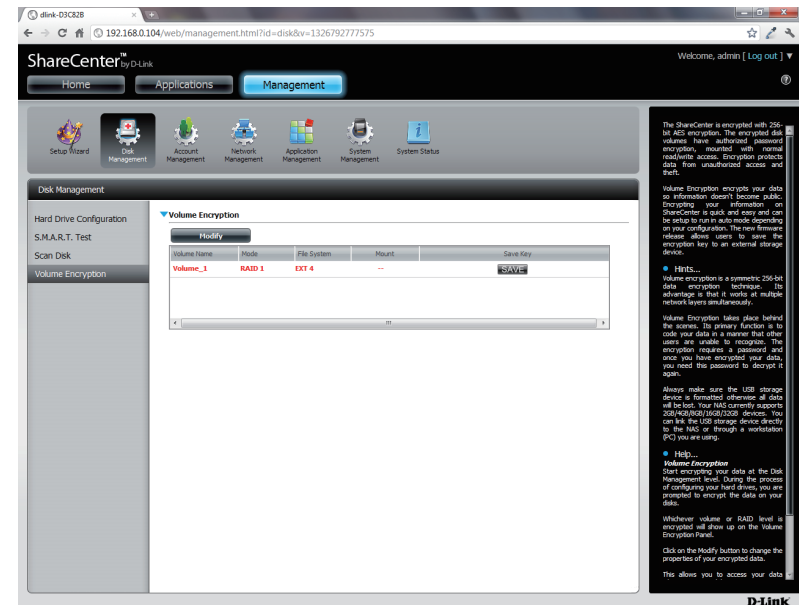 dlink-D3C82B
192.168.0.104/web/management.html?id=disk&v=1326792777575
ShareCenter™ by D-Link
Welcome, admin [ Log out ] ▼
Home
Applications
Management
Setup Wizard
Disk
Management
Account
Management
Network
Management
Application
Management
System
Management
System Status
Disk Management
Hard Drive Configuration
S.M.A.R.T. Test
Scan Disk
Volume Encryption
Volume Encryption
Modify
Volume Name Mode File System Mount Save Key
Volume_1 RAID 1 EXT 4 -- SAVE
The ShareCenter is encrypted with 256-
bit AES encryption. The encrypted disk
volumes have authorized password
encryption, mounted with normal
read/write access. Encryption protects
data from unauthorized access and
theft.
Volume Encryption encrypts your data
so information doesn't become public.
Encrypting your information on
ShareCenter is quick and easy and can
be setup to run in auto mode depending
on your configuration. The new firmware
release allows users to save the
encryption key to an external storage
device.
Hints...
Volume encryption is a symmetric 256-bit
data encryption technique. Its
advantage is that it works at multiple
network layers simultaneously.
Volume Encryption takes place behind
the scenes. Its primary function is to
code your data in a manner that other
users are unable to recognize. The
encryption requires a password and
once you have encrypted your data,
you need this password to decrypt it
again.
Always make sure the USB storage
device is formatted otherwise all data
will be lost. Your NAS currently supports
2GB/4GB/8GB/16GB/32GB devices. You
can link the USB storage device directly
to the NAS or through a workstation
(PC) you are using.
Help...
Volume Encryption
Start encrypting your data at the Disk
Management level. During the process
of configuring your hard drives, you are
prompted to encrypt the data on your
disks.
Whichever volume or RAID level is
encrypted will show up on the Volume
Encryption Panel.
Click on the Modify button to change the
properties of your encrypted data.
This allows you to access your data
D-Link